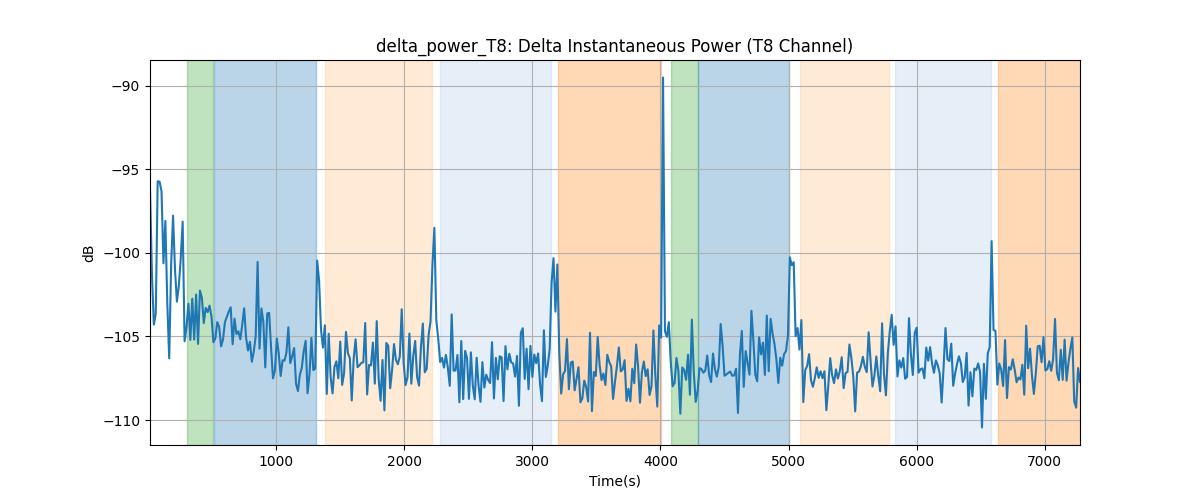 delta_power_T8: Delta Instantaneous Power (T8 Channel)
−90
−95
−100
−105
−110
dB
1000 2000 3000 4000 5000 6000 7000
Time(s)